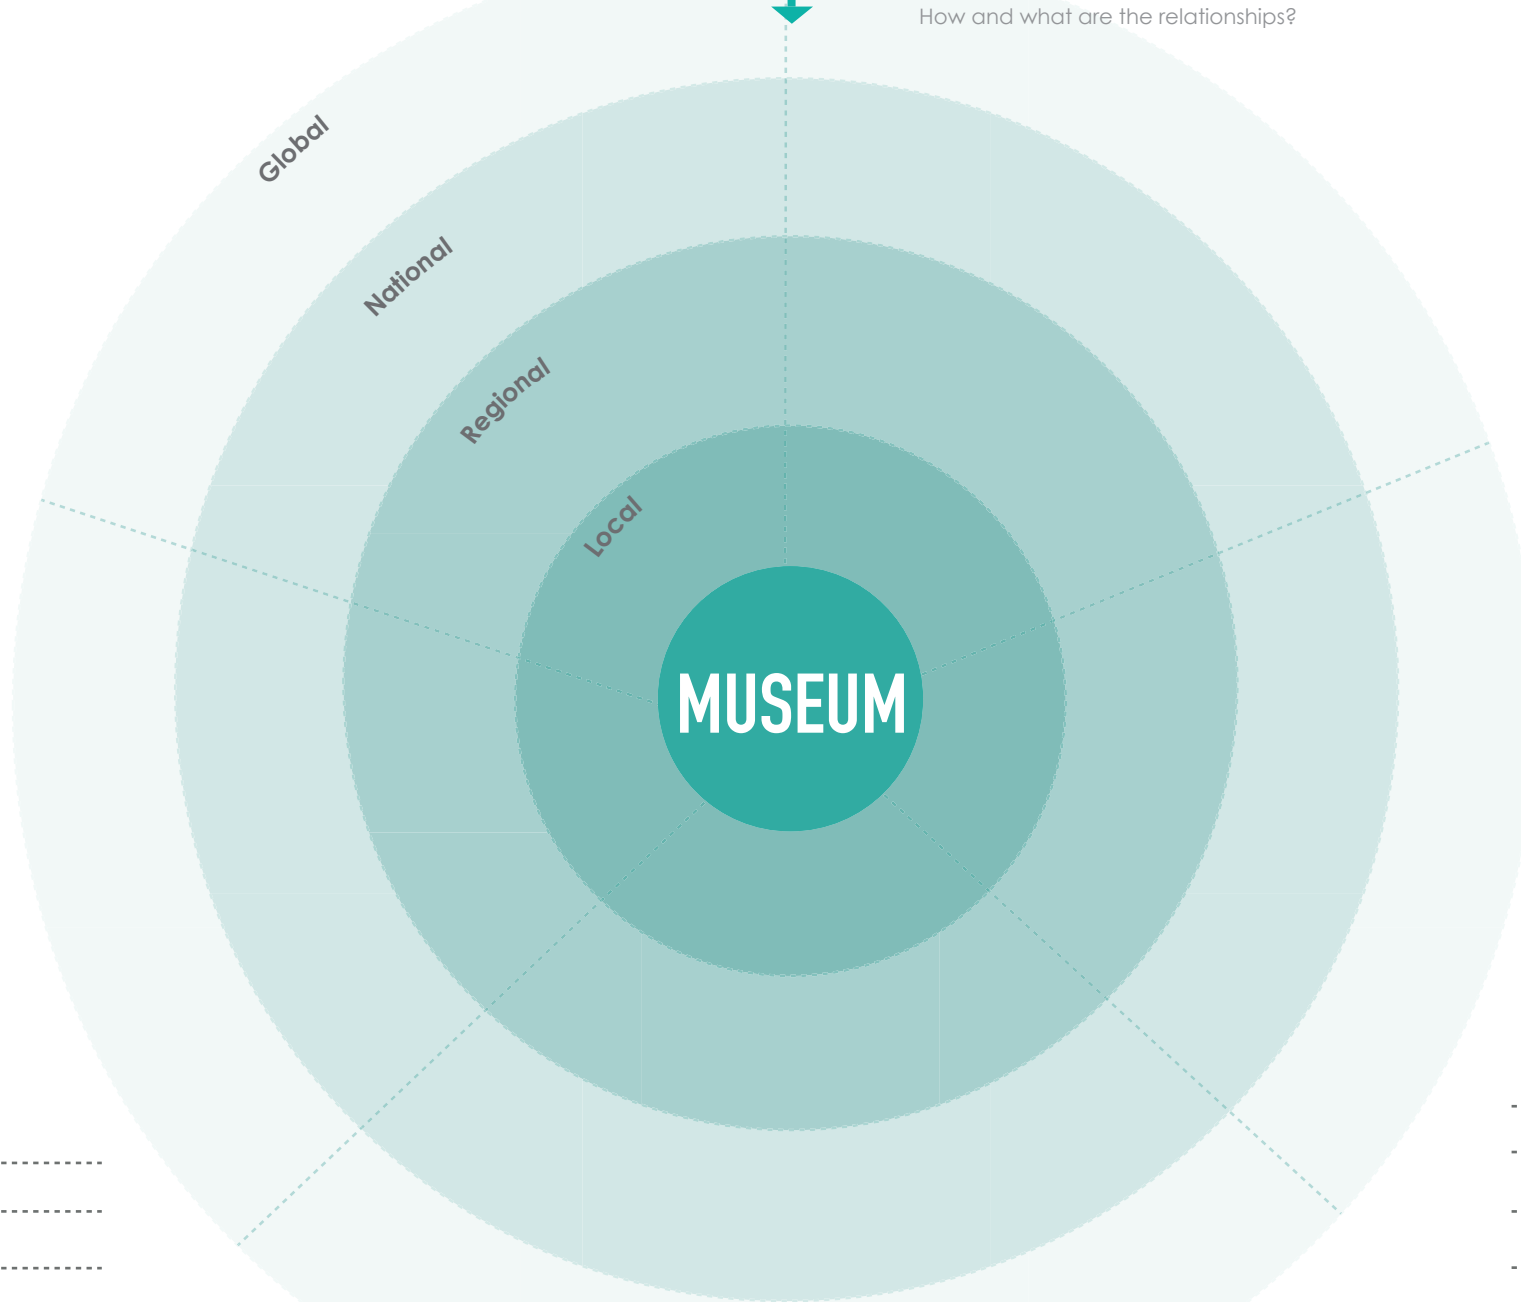 How and what are the relationships?
Global
National
Regional
Local
MUSEUM